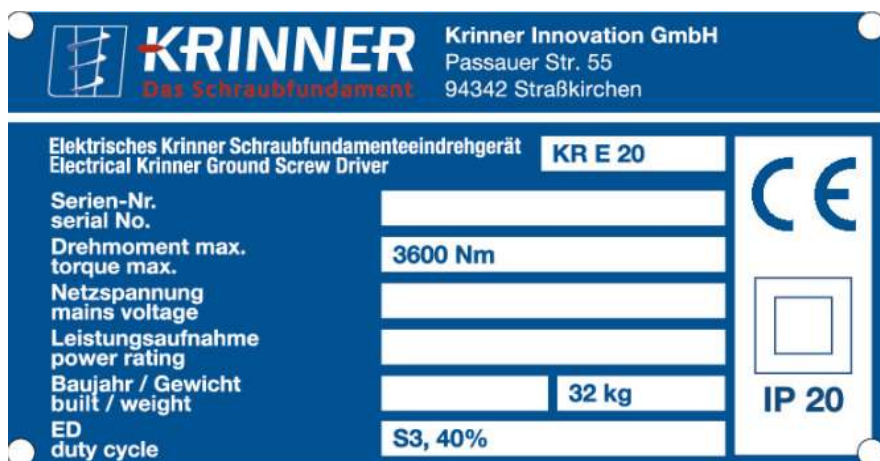 KRINNER
Das Schraubfundament
Krinner Innovation GmbH
Passauer Str. 55
94342 Straßkirchen
Elektrisches Krinner Schraubfundamenteeindrehgerät
Electrical Krinner Ground Screw Driver
KR E 20
Serien-Nr.
serial No.
Drehmoment max.
torque max.
3600 Nm
Netzspannung
mains voltage
Leistungsaufnahme
power rating
Baujahr / Gewicht
built / weight
32 kg
ED
duty cycle
S3, 40%
CE
IP 20